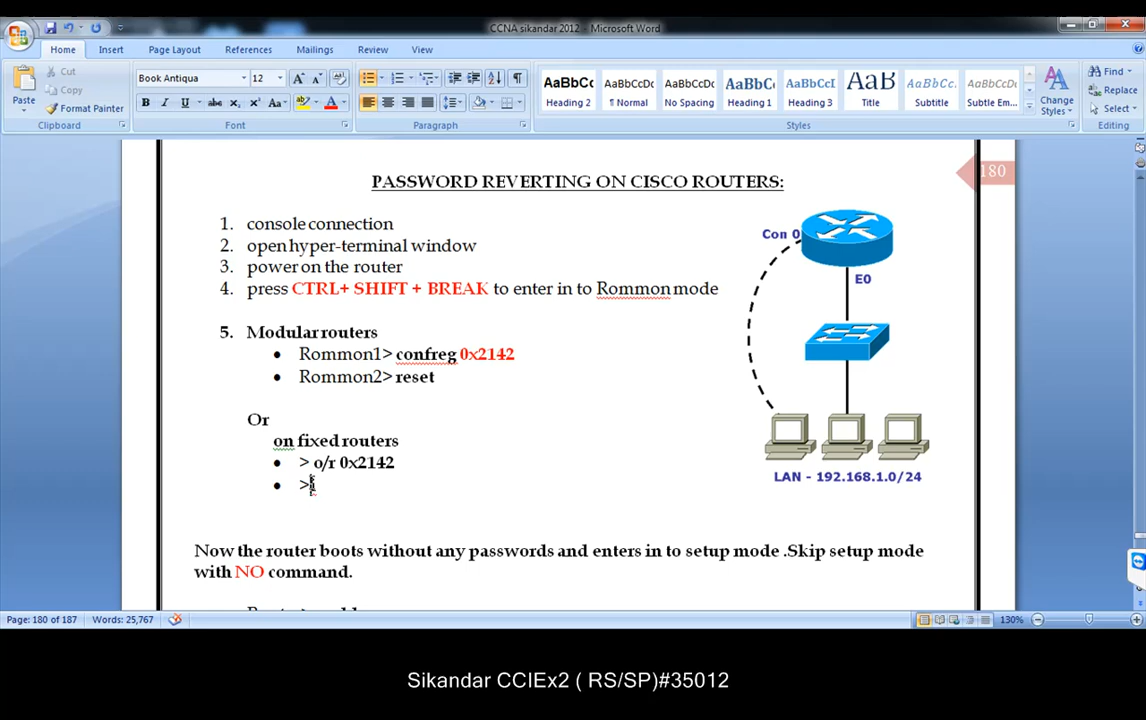 CCNA sikandar 2012 - Microsoft Word
Home Insert Page Layout References Mailings Review View
Paste
Cut
Copy
Format Painter
Clipboard
Book Antiqua 12
B I U abc x₂ x² Aa
Font
Paragraph
AaBbCc AaBbCcDc AaBbCcDc AaBbCc AaBbCcI AaB AaBbCcI AaBbCcDc
Heading 2 ¶ Normal No Spacing Heading 1 Heading 3 Title Subtitle Subtle Em...
Change Styles
Styles
Find
Replace
Select
Editing
180
PASSWORD REVERTING ON CISCO ROUTERS:
1. console connection
2. open hyper-terminal window
3. power on the router
4. press CTRL+ SHIFT + BREAK to enter in to Rommon mode
5. Modular routers
• Rommon1> confreg 0x2142
• Rommon2> reset
Or
on fixed routers
• > o/r 0x2142
• >i
Con 0
E0
LAN - 192.168.1.0/24
Now the router boots without any passwords and enters in to setup mode .Skip setup mode
with NO command.
Page: 180 of 187 Words: 25,767 130%
Sikandar CCIEx2 ( RS/SP)#35012